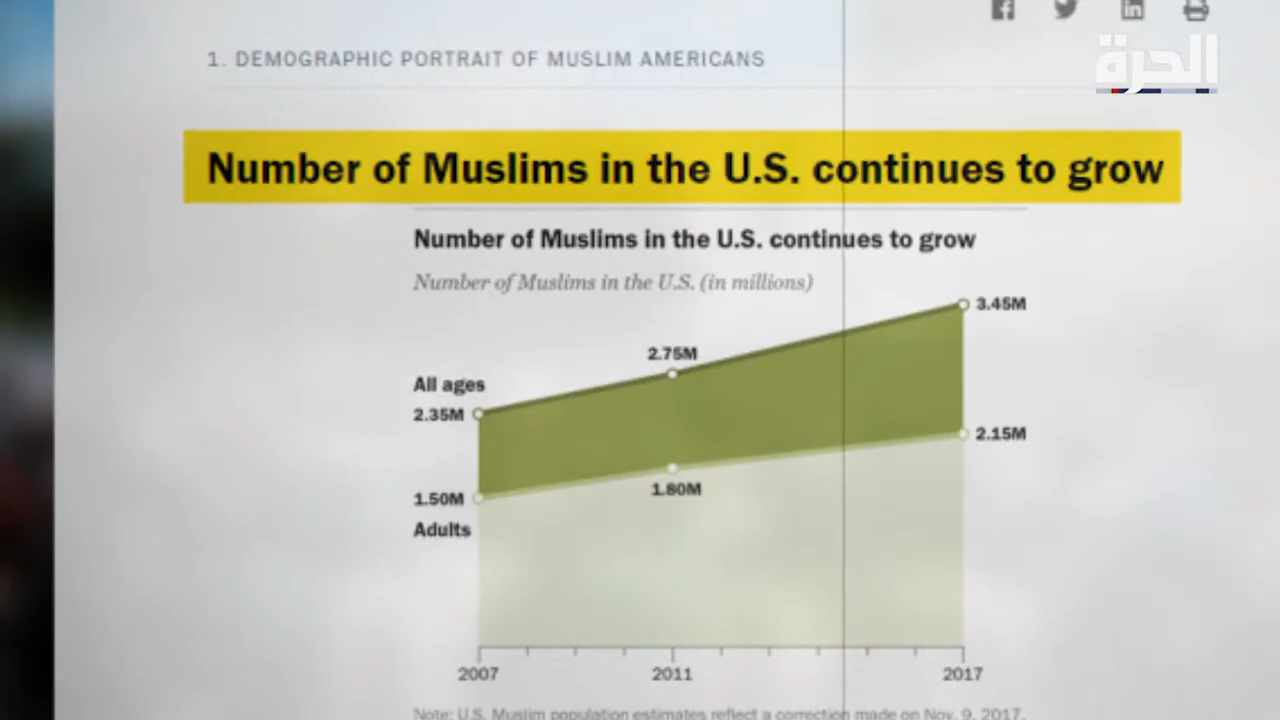 الحرة
1. DEMOGRAPHIC PORTRAIT OF MUSLIM AMERICANS
Number of Muslims in the U.S. continues to grow
Number of Muslims in the U.S. continues to grow
Number of Muslims in the U.S. (in millions)
3.45M
2.75M
All ages
2.35M
2.15M
1.80M
1.50M
Adults
2007 2011 2017
Note: U.S. Muslim population estimates reflect a correction made on Nov. 9, 2017.